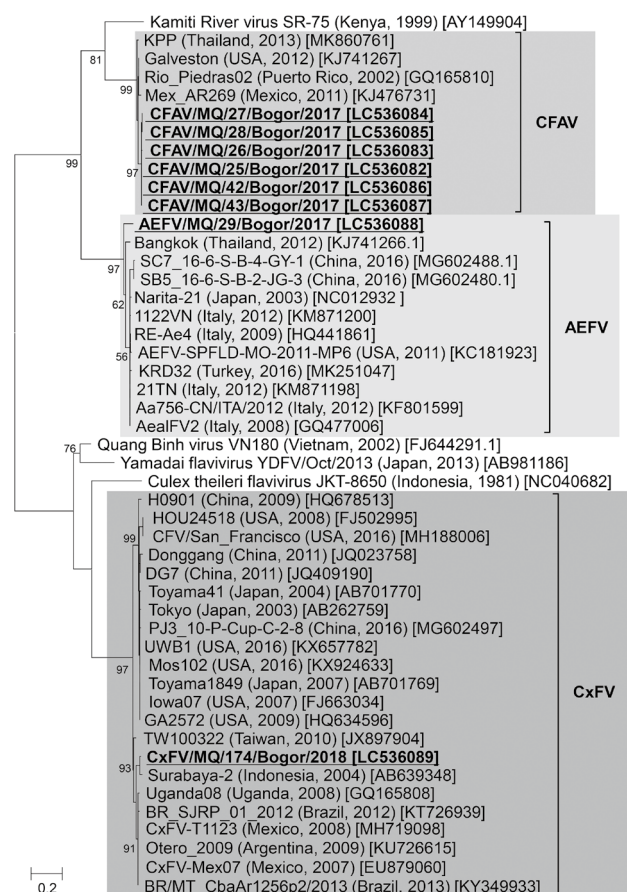 Kamiti River virus SR-75 (Kenya, 1999) [AY149904]
81
KPP (Thailand, 2013) [MK860761]
Galveston (USA, 2012) [KJ741267]
Rio_Piedras02 (Puerto Rico, 2002) [GQ165810]
99
Mex_AR269 (Mexico, 2011) [KJ476731]
CFAV/MQ/27/Bogor/2017 [LC536084]
CFAV
CFAV/MQ/28/Bogor/2017 [LC536085]
CFAV/MQ/26/Bogor/2017 [LC536083]
99
97
CFAV/MQ/25/Bogor/2017 [LC536082]
CFAV/MQ/42/Bogor/2017 [LC536086]
CFAV/MQ/43/Bogor/2017 [LC536087]
AEFV/MQ/29/Bogor/2017 [LC536088]
Bangkok (Thailand, 2012) [KJ741266.1]
97
SC7_16-6-S-B-4-GY-1 (China, 2016) [MG602488.1]
SB5_16-6-S-B-2-JG-3 (China, 2016) [MG602480.1]
62
Narita-21 (Japan, 2003) [NC012932 ]
1122VN (Italy, 2012) [KM871200]
AEFV
RE-Ae4 (Italy, 2009) [HQ441861]
56
AEFV-SPFLD-MO-2011-MP6 (USA, 2011) [KC181923]
KRD32 (Turkey, 2016) [MK251047]
21TN (Italy, 2012) [KM871198]
Aa756-CN/ITA/2012 (Italy, 2012) [KF801599]
AealFV2 (Italy, 2008) [GQ477006]
76
Quang Binh virus VN180 (Vietnam, 2002) [FJ644291.1]
Yamadai flavivirus YDFV/Oct/2013 (Japan, 2013) [AB981186]
Culex theileri flavivirus JKT-8650 (Indonesia, 1981) [NC040682]
H0901 (China, 2009) [HQ678513]
HOU24518 (USA, 2008) [FJ502995]
99
CFV/San_Francisco (USA, 2016) [MH188006]
Donggang (China, 2011) [JQ023758]
DG7 (China, 2011) [JQ409190]
Toyama41 (Japan, 2004) [AB701770]
Tokyo (Japan, 2003) [AB262759]
PJ3_10-P-Cup-C-2-8 (China, 2016) [MG602497]
UWB1 (USA, 2016) [KX657782]
97
Mos102 (USA, 2016) [KX924633]
Toyama1849 (Japan, 2007) [AB701769]
CxFV
Iowa07 (USA, 2007) [FJ663034]
GA2572 (USA, 2009) [HQ634596]
TW100322 (Taiwan, 2010) [JX897904]
CxFV/MQ/174/Bogor/2018 [LC536089]
93
Surabaya-2 (Indonesia, 2004) [AB639348]
Uganda08 (Uganda, 2008) [GQ165808]
BR_SJRP_01_2012 (Brazil, 2012) [KT726939]
CxFV-T1123 (Mexico, 2008) [MH719098]
91
Otero_2009 (Argentina, 2009) [KU726615]
CxFV-Mex07 (Mexico, 2007) [EU879060]
BR/MT_CbaAr1256p2/2013 (Brazil, 2013) [KY349933]
0.2